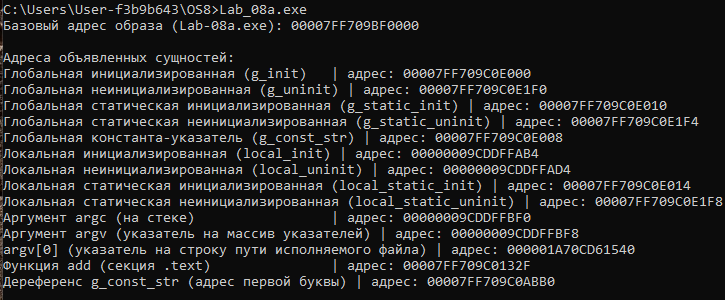 C:\Users\User-f3b9b643\OS8>Lab_08a.exe
Базовый адрес образа (Lab-08a.exe): 00007FF709BF0000
Адреса объявленных сущностей:
Глобальная инициализированная (g_init) | адрес: 00007FF709C0E000
Глобальная неинициализированная (g_uninit) | адрес: 00007FF709C0E1F0
Глобальная статическая инициализированная (g_static_init) | адрес: 00007FF709C0E010
Глобальная статическая неинициализированная (g_static_uninit) | адрес: 00007FF709C0E1F4
Глобальная константа-указатель (g_const_str) | адрес: 00007FF709C0E008
Локальная инициализированная (local_init) | адрес: 00000009CDDFFAB4
Локальная неинициализированная (local_uninit) | адрес: 00000009CDDFFAD4
Локальная статическая инициализированная (local_static_init) | адрес: 00007FF709C0E014
Локальная статическая неинициализированная (local_static_uninit) | адрес: 00007FF709C0E1F8
Аргумент argc (на стеке) | адрес: 00000009CDDFFBF0
Аргумент argv (указатель на массив указателей) | адрес: 00000009CDDFFBF8
argv[0] (указатель на строку пути исполняемого файла) | адрес: 000001A70CD61540
Функция add (секция .text) | адрес: 00007FF709C0132F
Дереференс g_const_str (адрес первой буквы) | адрес: 00007FF709C0ABB0